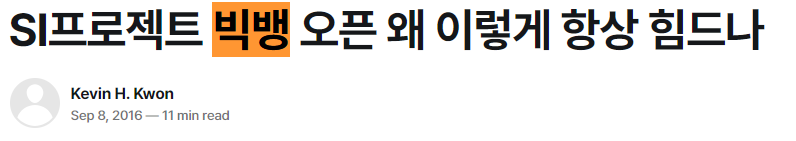 SI프로젝트 빅뱅 오픈 왜 이렇게 항상 힘드나
Kevin H. Kwon
Sep 8, 2016 — 11 min read